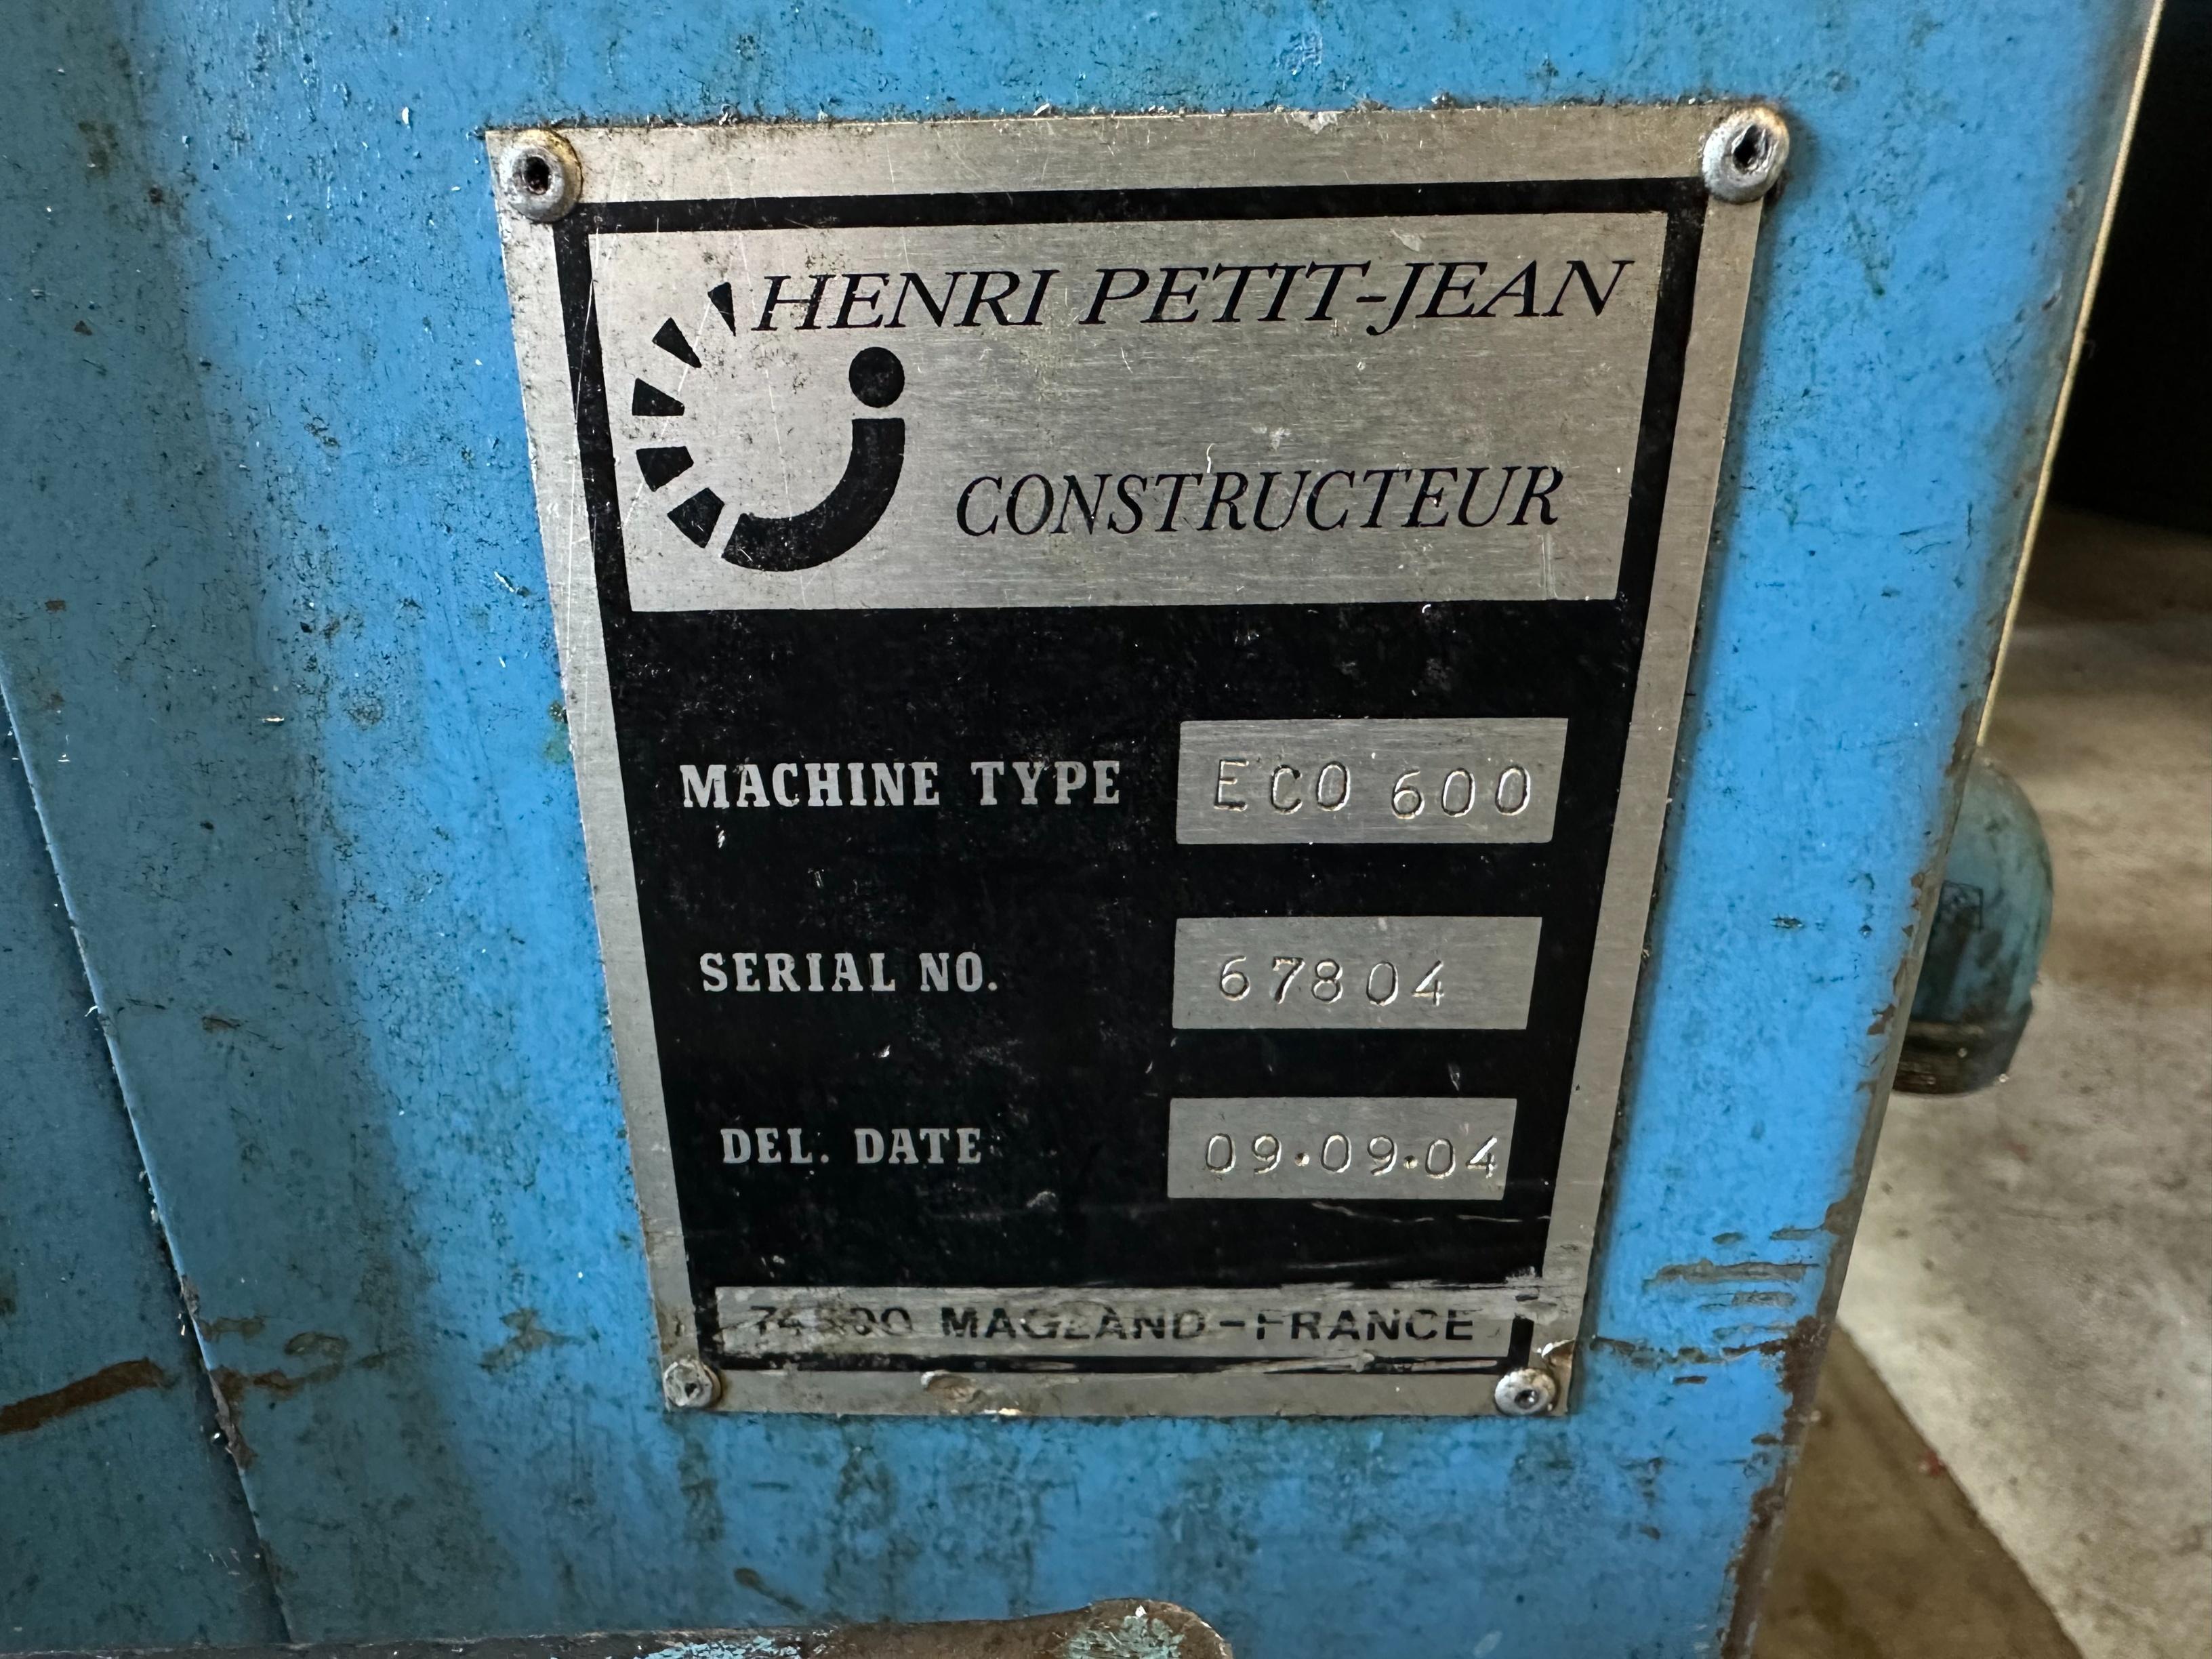 HENRI PETIT-JEAN
CONSTRUCTEUR
MACHINE TYPE ECO 600
SERIAL NO. 67804
DEL. DATE 09.09.04
MAGLAND-FRANCE